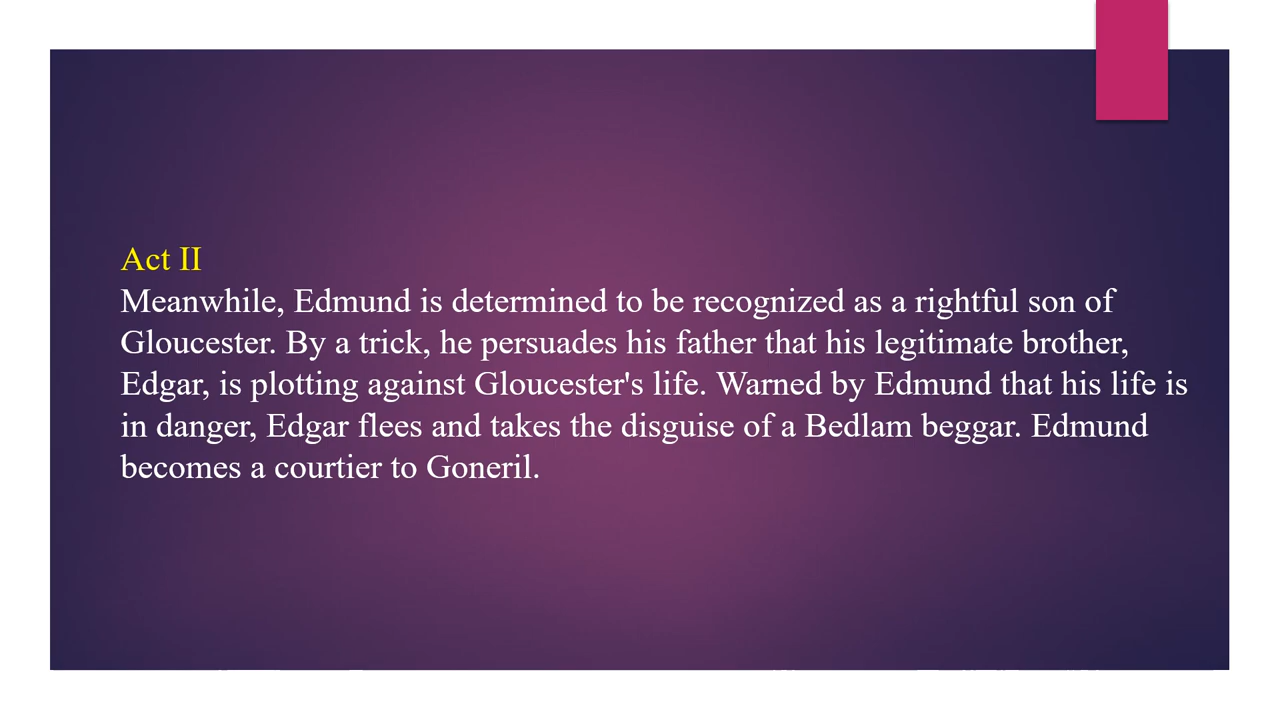 Act II
Meanwhile, Edmund is determined to be recognized as a rightful son of
Gloucester. By a trick, he persuades his father that his legitimate brother,
Edgar, is plotting against Gloucester's life. Warned by Edmund that his life is
in danger, Edgar flees and takes the disguise of a Bedlam beggar. Edmund
becomes a courtier to Goneril.